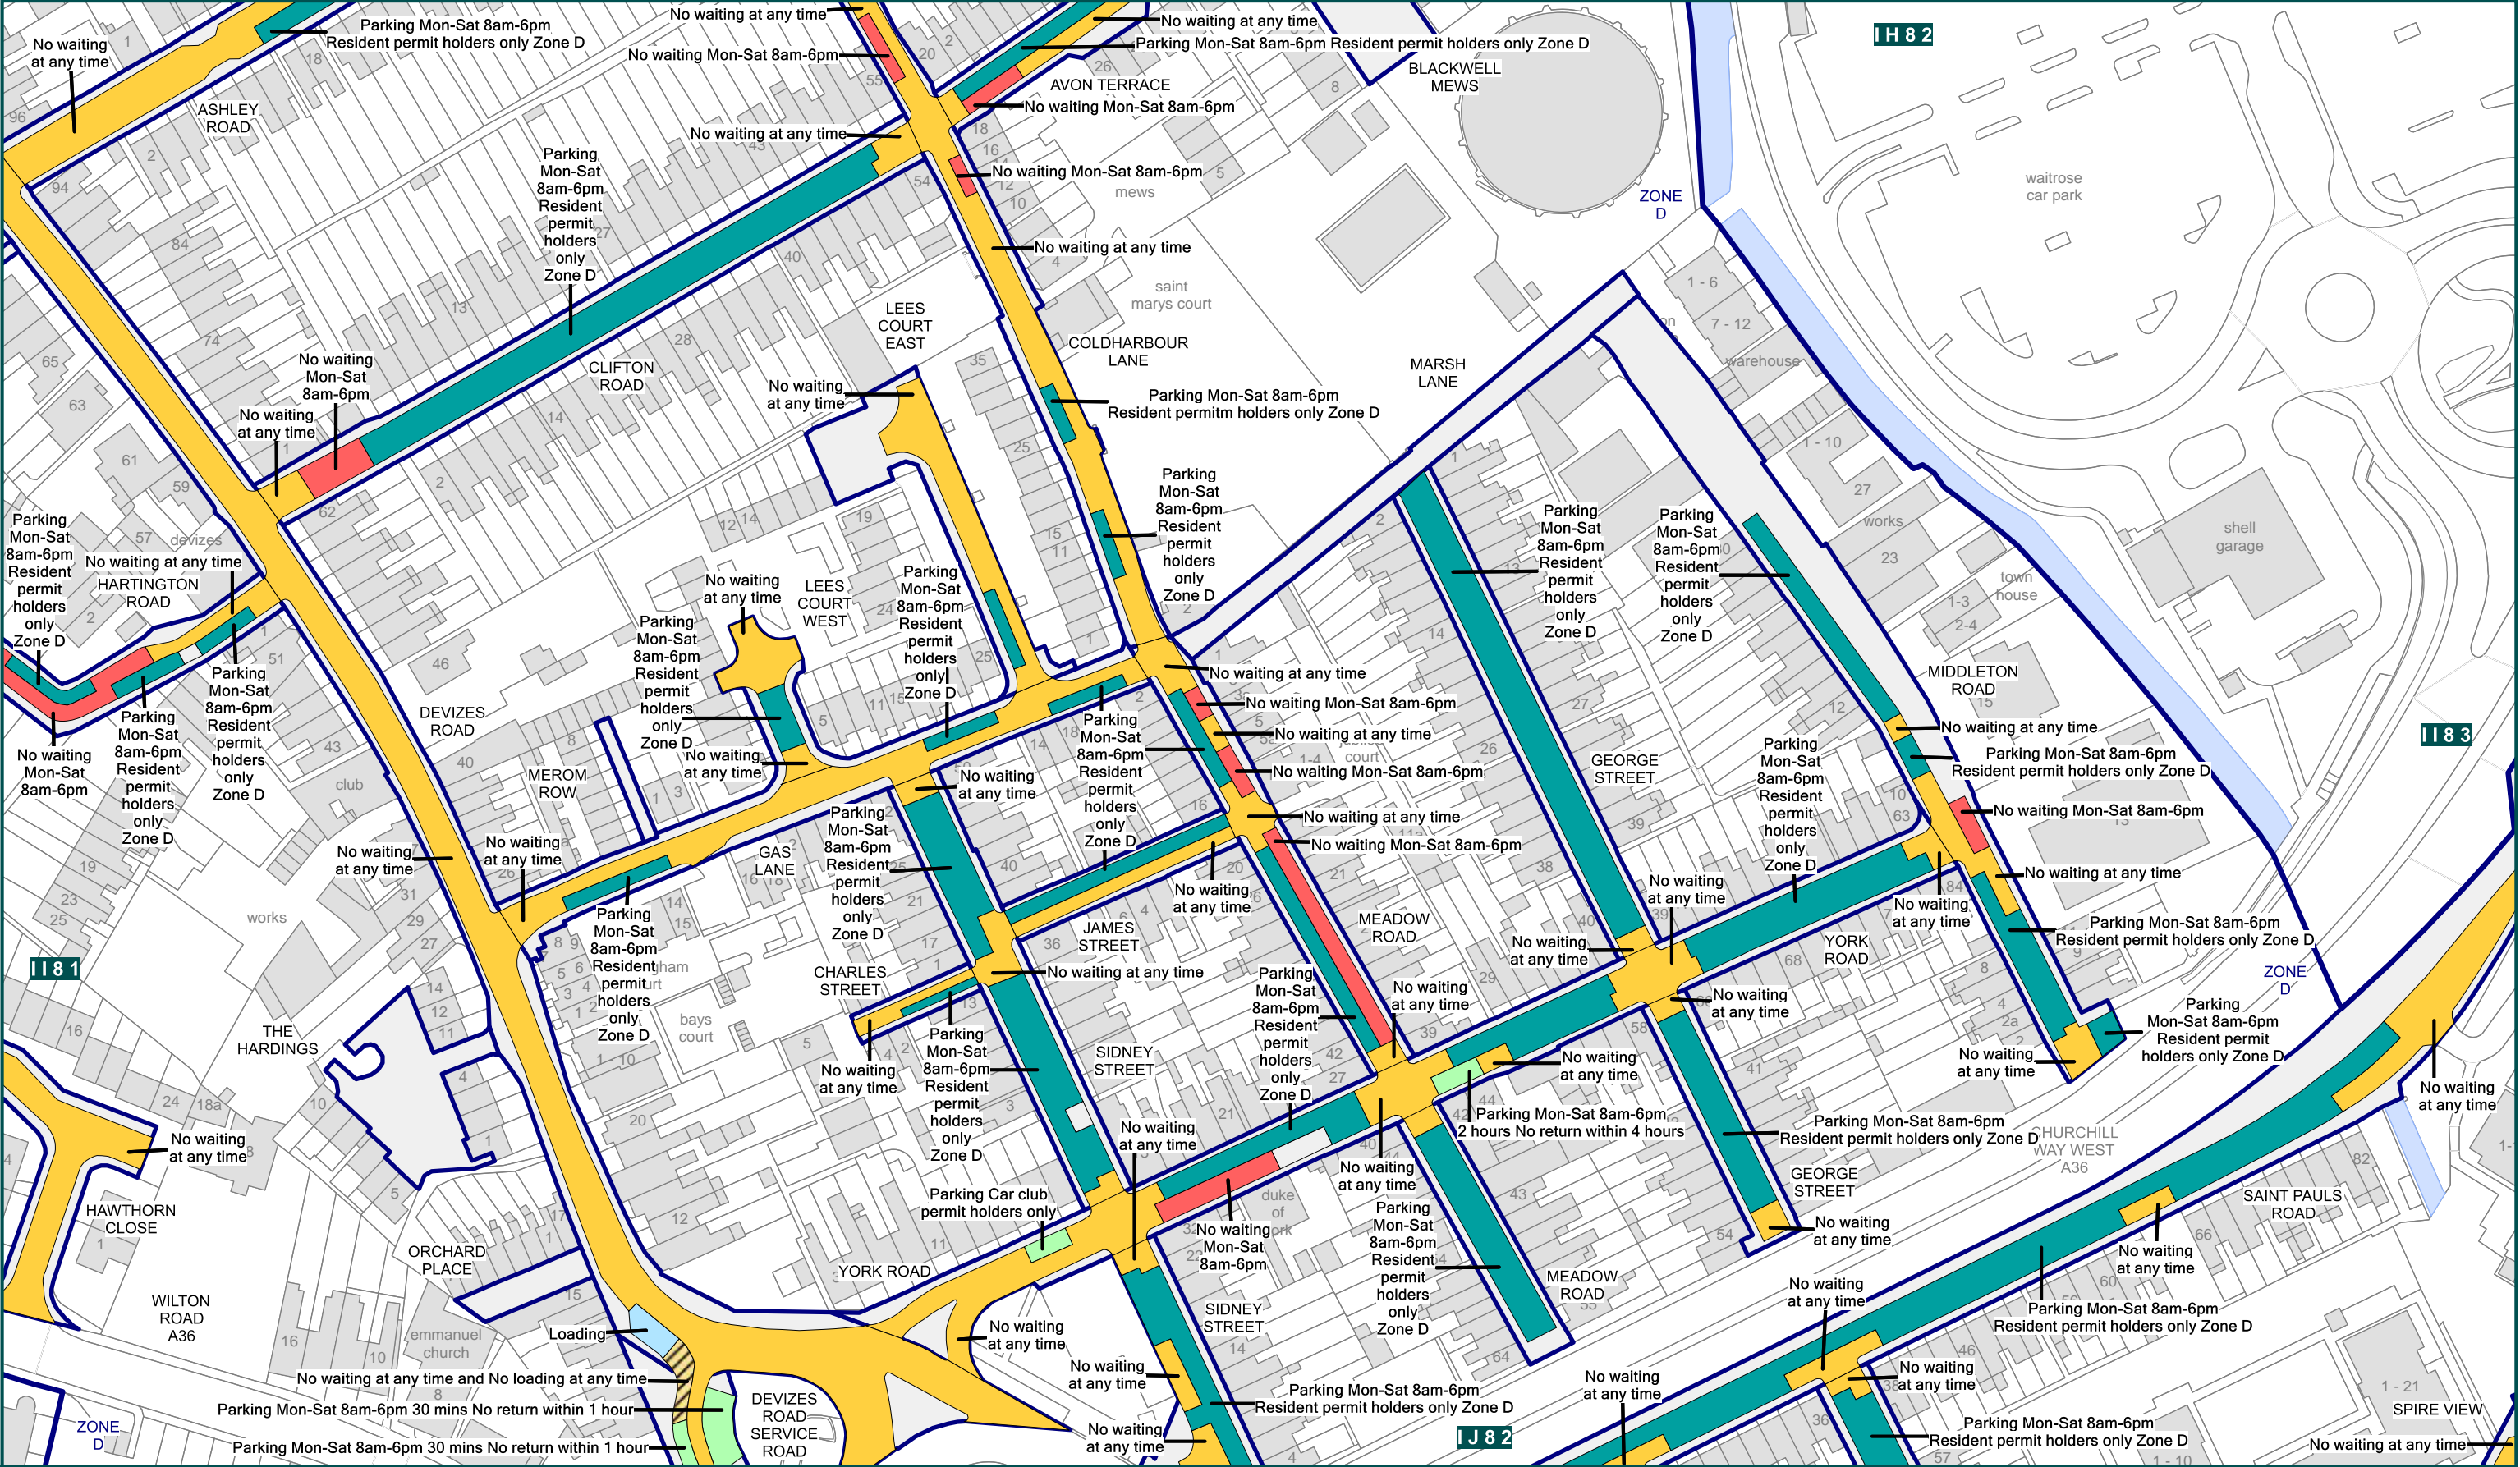 No waiting at any time
Parking Mon-Sat 8am-6pm
Resident permit holders only Zone D
No waiting at any time
No waiting Mon-Sat 8am-6pm
No waiting
at any time
Parking Mon-Sat 8am-6pm Resident permit holders only Zone D
IH82
BLACKWELL
MEWS
AVON TERRACE
No waiting Mon-Sat 8am-6pm
ASHLEY
ROAD
No waiting at any time
Parking
Mon-Sat
8am-6pm
Resident
permit
holders
only
Zone D
No waiting Mon-Sat 8am-6pm
mews
ZONE
D
waitrose
car park
No waiting at any time
saint
marys court
LEES
COURT
EAST
COLDHARBOUR
LANE
MARSH
LANE
1 - 6
7 - 12
warehouse
CLIFTON
ROAD
No waiting
Mon-Sat
8am-6pm
No waiting
at any time
No waiting
at any time
Parking Mon-Sat 8am-6pm
Resident permitm holders only Zone D
1 - 10
27
works
23
shell
garage
town
house
1-3
2-4
Parking
Mon-Sat
8am-6pm
Resident
permit
holders
only
Zone D
Parking
Mon-Sat
8am-6pm
Resident
permit
holders
only
Zone D
Parking
Mon-Sat
8am-6pm
Resident
permit
holders
only
Zone D
Parking
Mon-Sat
8am-6pm
Resident
permit
holders
only
Zone D
devizes
No waiting at any time
HARTINGTON
ROAD
No waiting
at any time
LEES
COURT
WEST
Parking
Mon-Sat
8am-6pm
Resident
permit
holders
only
Zone D
Parking
Mon-Sat
8am-6pm
Resident
permit
holders
only
Zone D
No waiting
at any time
No waiting at any time
No waiting Mon-Sat 8am-6pm
No waiting at any time
No waiting Mon-Sat 8am-6pm
No waiting at any time
No waiting Mon-Sat 8am-6pm
court
MIDDLETON
ROAD
No waiting at any time
Parking Mon-Sat 8am-6pm
Resident permit holders only Zone D
No waiting Mon-Sat 8am-6pm
No waiting at any time
II83
Parking
Mon-Sat
8am-6pm
Resident
permit
holders
only
Zone D
Parking
Mon-Sat
8am-6pm
Resident
permit
holders
only
Zone D
No waiting
Mon-Sat
8am-6pm
DEVIZES
ROAD
club
MEROM
ROW
No waiting
at any time
Parking
Mon-Sat
8am-6pm
Resident
permit
holders
only
Zone D
GEORGE
STREET
Parking
Mon-Sat
8am-6pm
Resident
permit
holders
only
Zone D
No waiting
at any time
No waiting
at any time
GAS
LANE
Parking
Mon-Sat
8am-6pm
Resident
permit
holders
only
Zone D
No waiting
at any time
JAMES
STREET
MEADOW
ROAD
No waiting
at any time
No waiting
at any time
No waiting
at any time
YORK
ROAD
Parking Mon-Sat 8am-6pm
Resident permit holders only Zone D
ZONE
D
works
II81
Parking
Mon-Sat
8am-6pm
Resident
permit
holders
only
Zone D
CHARLES
STREET
No waiting at any time
bays
court
THE
HARDINGS
No waiting
at any time
Parking
Mon-Sat
8am-6pm
Resident
permit
holders
only
Zone D
SIDNEY
STREET
Parking
Mon-Sat
8am-6pm
Resident
permit
holders
only
Zone D
No waiting
at any time
No waiting
at any time
No waiting
at any time
Parking
Mon-Sat 8am-6pm
Resident permit
holders only Zone D
No waiting
at any time
No waiting
at any time
Parking Mon-Sat 8am-6pm
2 hours No return within 4 hours
Parking Mon-Sat 8am-6pm
Resident permit holders only Zone D
CHURCHILL
WAY WEST
A36
No waiting
at any time
HAWTHORN
CLOSE
No waiting
at any time
No waiting
at any time
GEORGE
STREET
No waiting
at any time
SAINT PAULS
ROAD
Parking Car club
permit holders only
duke
of
No waiting
Mon-Sat
8am-6pm
Parking
Mon-Sat
8am-6pm
Resident
permit
holders
only
Zone D
MEADOW
ROAD
No waiting
at any time
ORCHARD
PLACE
YORK ROAD
WILTON
ROAD
A36
emmanuel
church
Loading
No waiting
at any time
SIDNEY
STREET
No waiting
at any time
Parking Mon-Sat 8am-6pm
Resident permit holders only Zone D
No waiting at any time and No loading at any time
Parking Mon-Sat 8am-6pm 30 mins No return within 1 hour
Parking Mon-Sat 8am-6pm 30 mins No return within 1 hour
DEVIZES
ROAD
SERVICE
ROAD
No waiting
at any time
Parking Mon-Sat 8am-6pm
Resident permit holders only Zone D
No waiting
at any time
IJ82
No waiting
at any time
No waiting
at any time
Parking Mon-Sat 8am-6pm
Resident permit holders only Zone D
1 - 21
SPIRE VIEW
No waiting at any time
ZONE
D